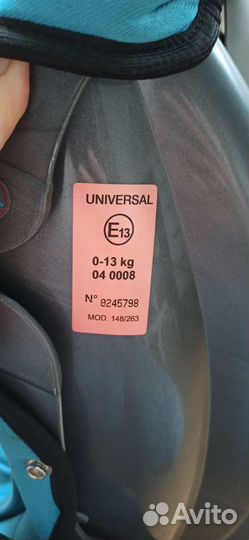 UNIVERSAL
E13
0-13 kg
04 0008
N° 0245798
MOD. 148/263
Avito